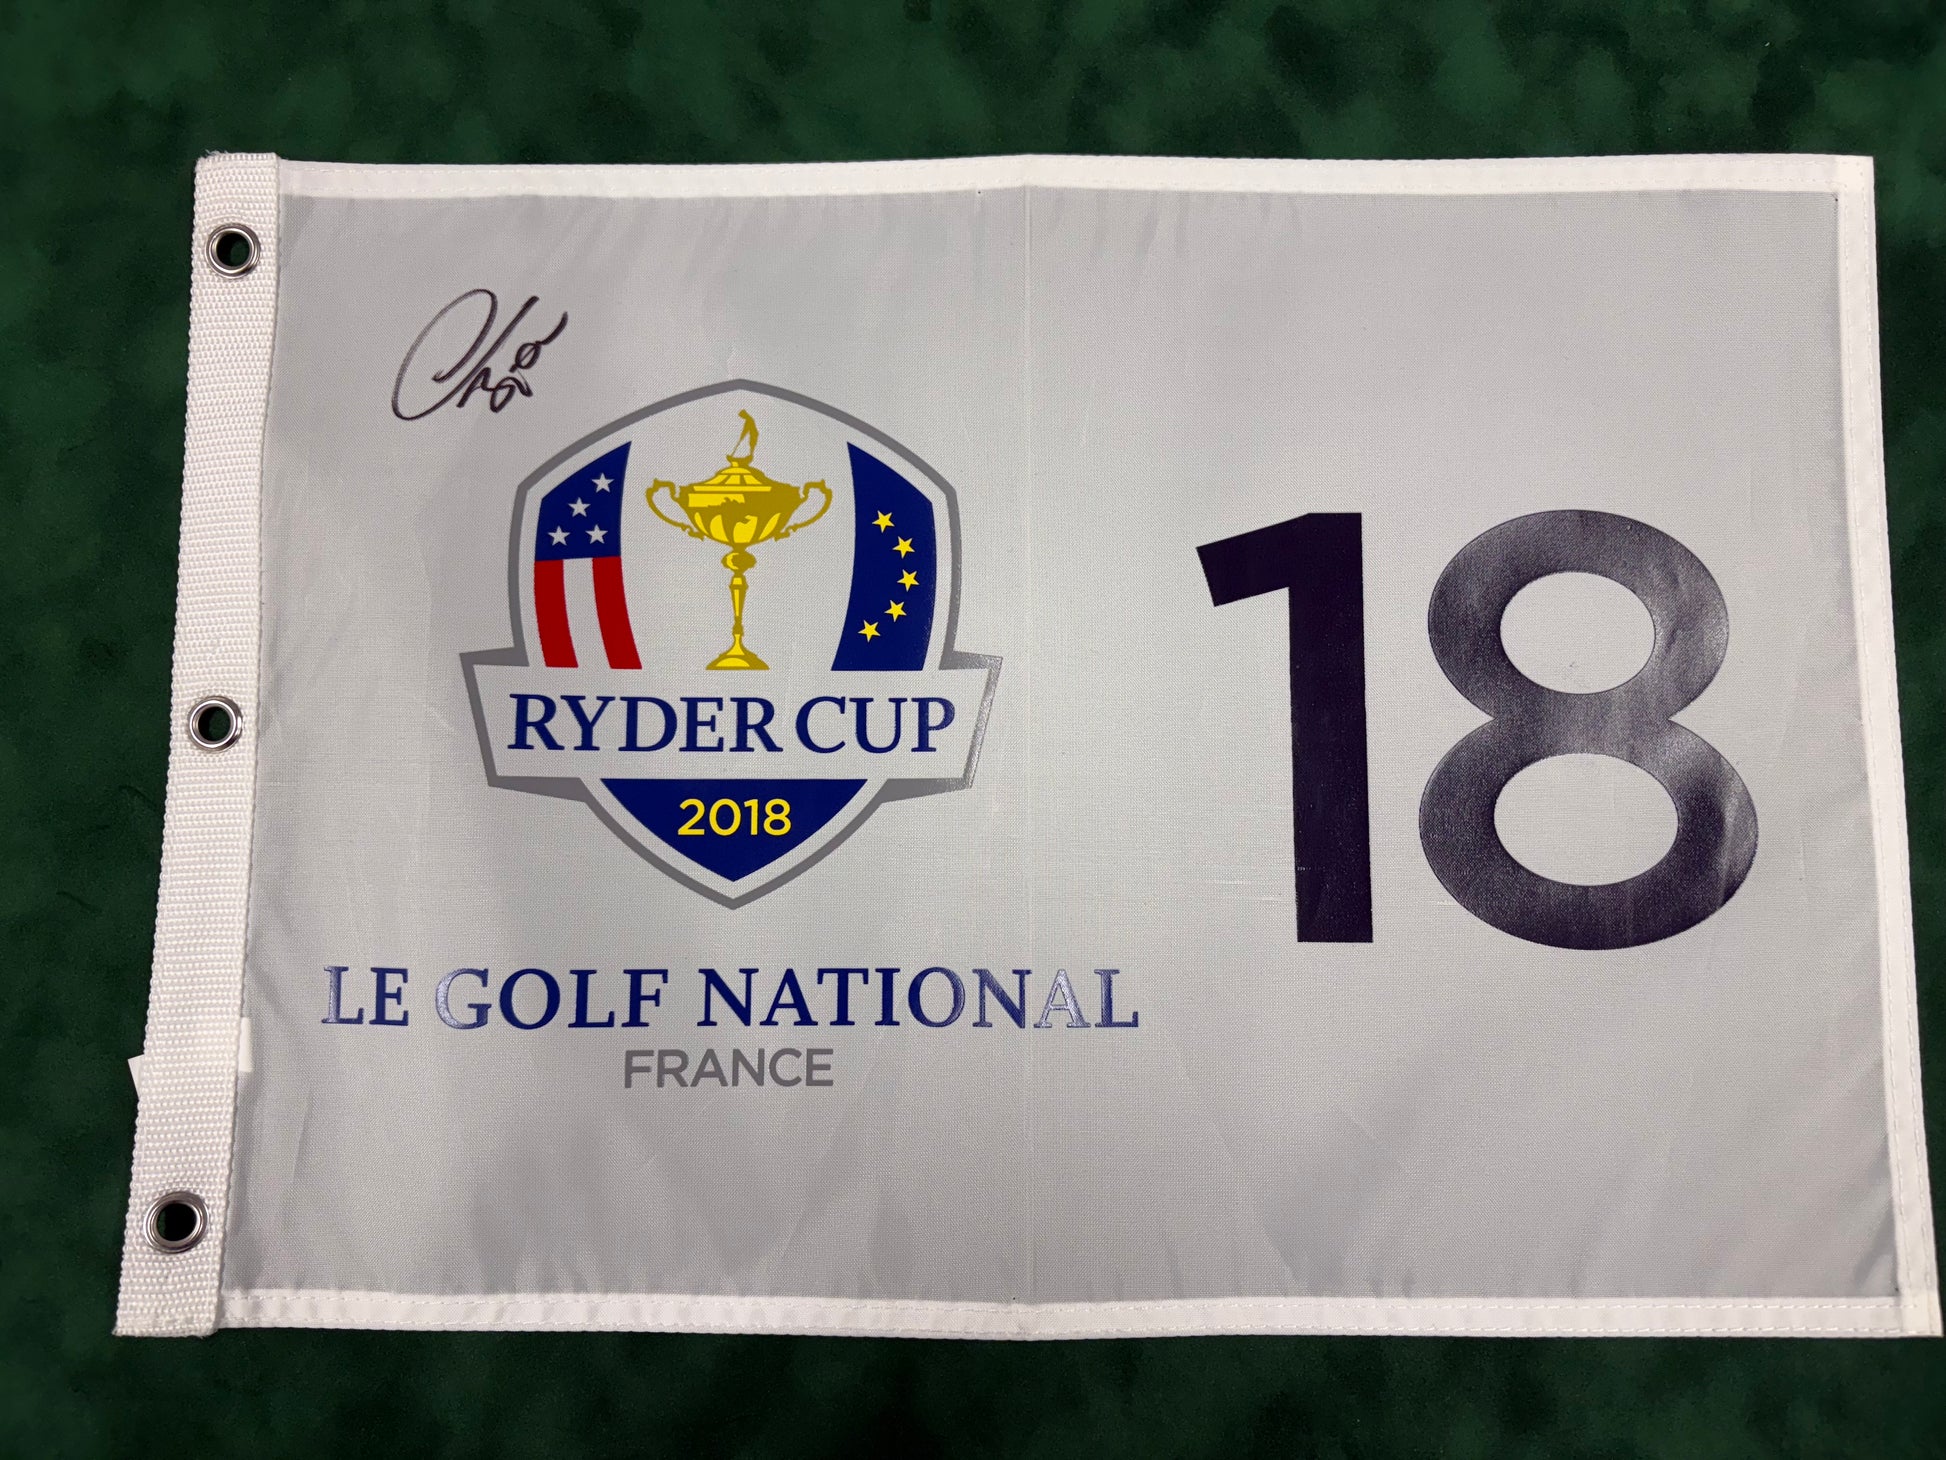 RYDER CUP
2018
LE GOLF NATIONAL
FRANCE
18